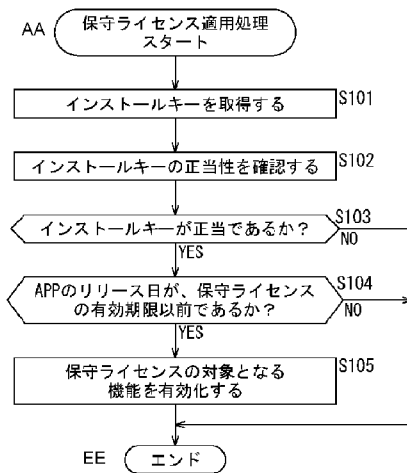 AA
保守ライセンス適用処理
スタート
インストールキーを取得する
S101
インストールキーの正当性を確認する
S102
インストールキーが正当であるか？
S103
NO
YES
APPのリリース日が、保守ライセンス
の有効期限以前であるか？
S104
NO
YES
保守ライセンスの対象となる
機能を有効化する
S105
EE
エンド